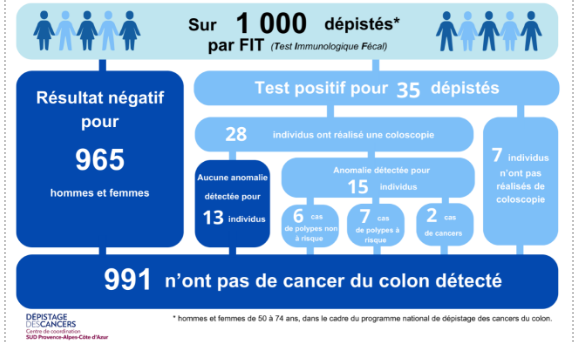 Sur 1 000 dépistés*
par FIT (Test Immunologique Fécal)
Résultat négatif
pour
965
hommes et femmes
Test positif pour 35 dépistés
28 individus ont réalisé une coloscopie
7 individus
n'ont pas
réalisés de
coloscopie
Aucune anomalie
détectée pour
13 individus
Anomalie détectée pour
15 individus
6 cas
de polypes non
à risque
7 cas
de polypes à
risque
2 cas
de cancers
991 n'ont pas de cancer du colon détecté
DÉPISTAGE
DESCANCERS
Centre de coordination
SUD Provence-Alpes-Côte d'Azur
* hommes et femmes de 50 à 74 ans, dans le cadre du programme national de dépistage des cancers du colon.